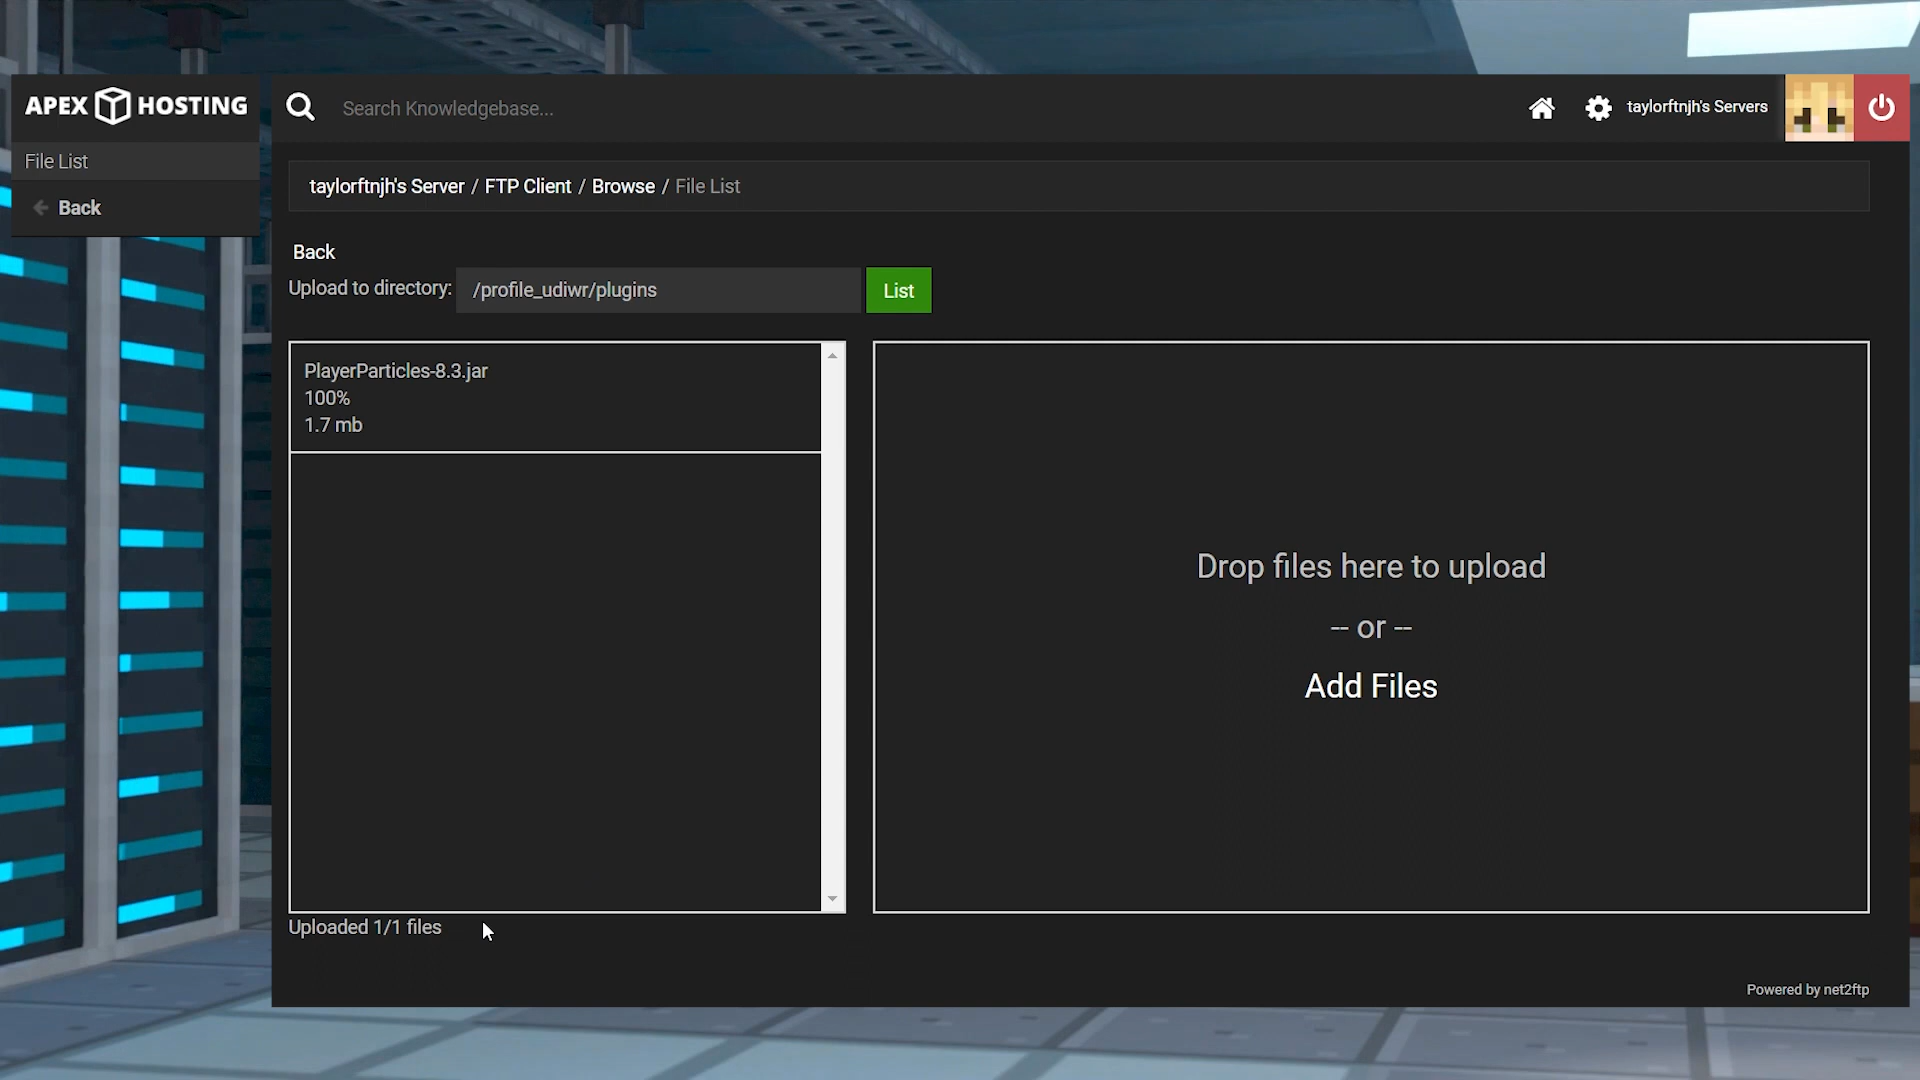 APEX HOSTING
Search Knowledgebase...
taylorftnjh's Servers
File List
Back
taylorftnjh's Server / FTP Client / Browse / File List
Back
Upload to directory: /profile_udiwr/plugins List
PlayerParticles-8.3.jar
100%
1.7 mb
Drop files here to upload
-- or --
Add Files
Uploaded 1/1 files
Powered by net2ftp